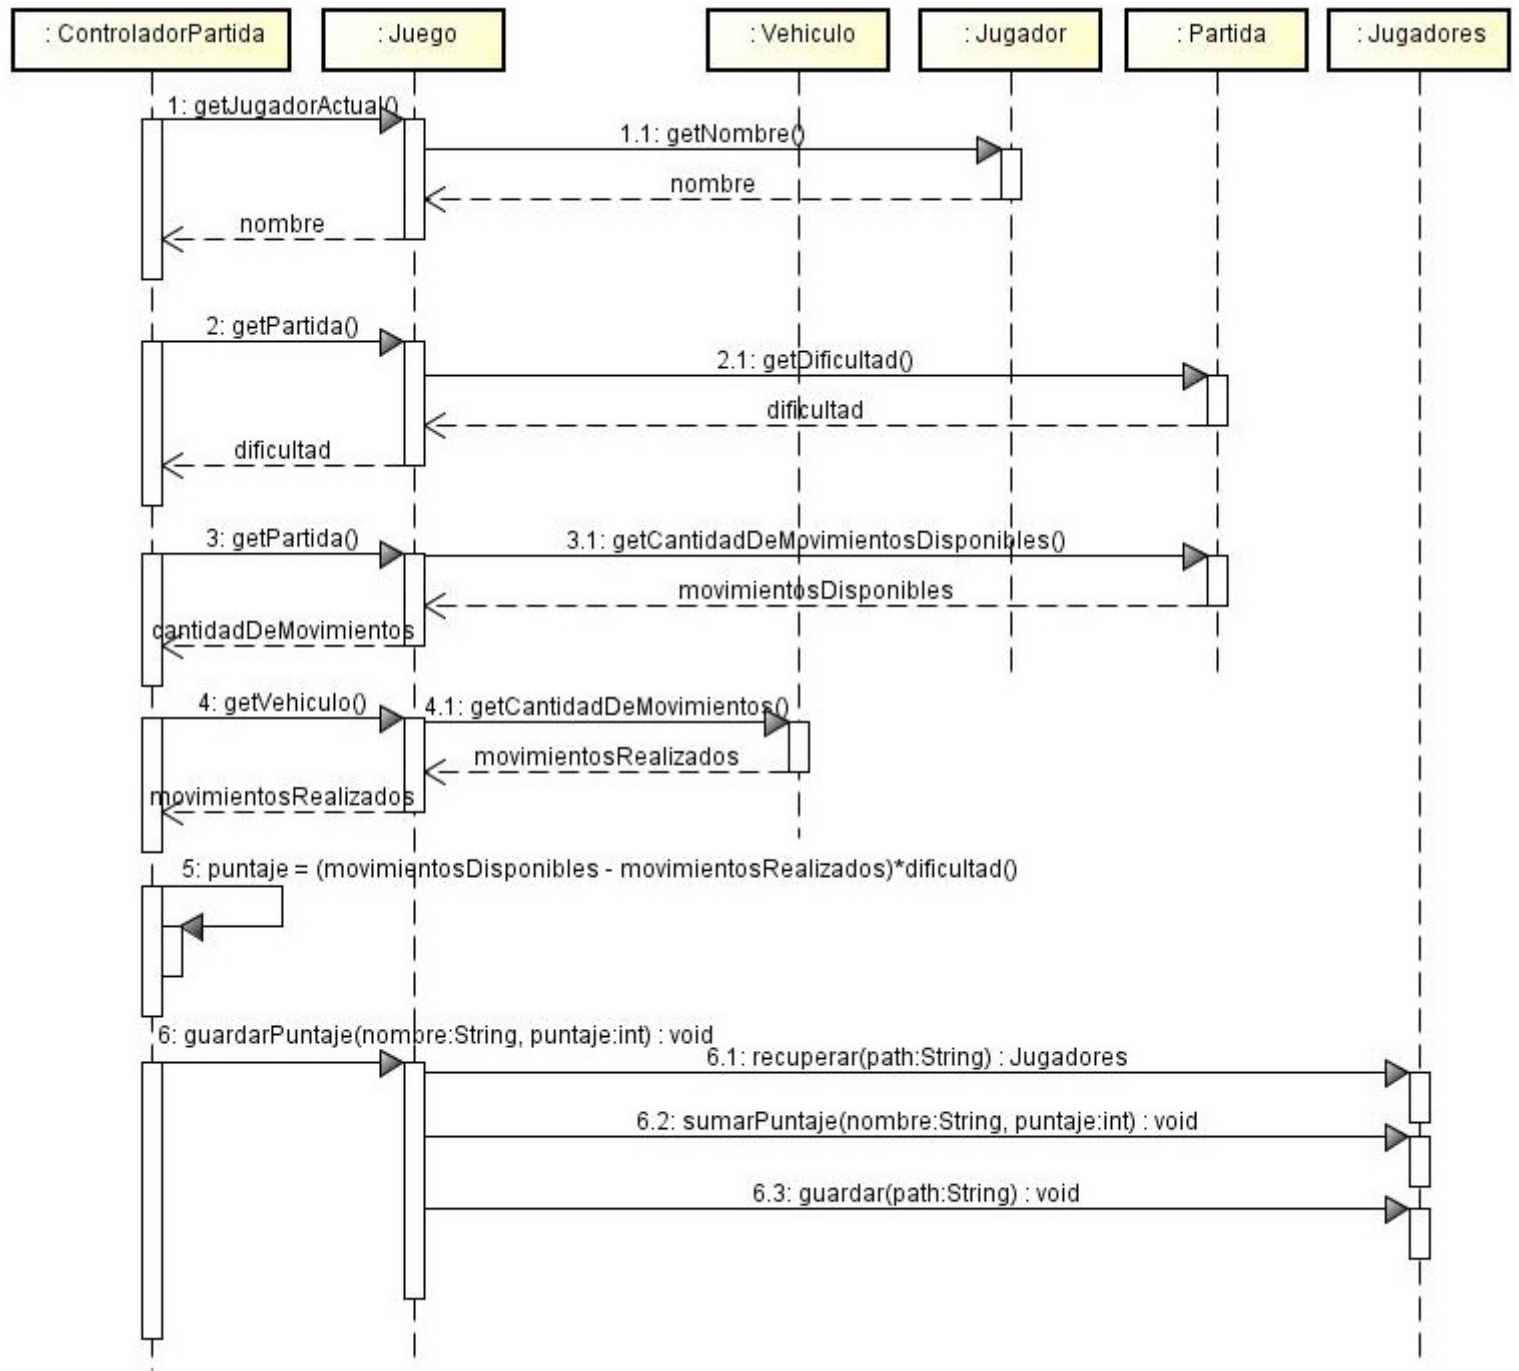 : ControladorPartida
: Juego
: Vehiculo
: Jugador
: Partida
: Jugadores
1: getJugadorActual()
1.1: getNombre()
nombre
nombre
2: getPartida()
2.1: getDificultad()
dificultad
dificultad
3: getPartida()
3.1: getCantidadDeMovimientosDisponibles()
movimientosDisponibles
cantidadDeMovimientos
4: getVehiculo()
4.1: getCantidadDeMovimientos()
movimientosRealizados
movimientosRealizados
5: puntaje = (movimientosDisponibles - movimientosRealizados)*dificultad()
6: guardarPuntaje(nombre:String, puntaje:int) : void
6.1: recuperar(path:String) : Jugadores
6.2: sumarPuntaje(nombre:String, puntaje:int) : void
6.3: guardar(path:String) : void